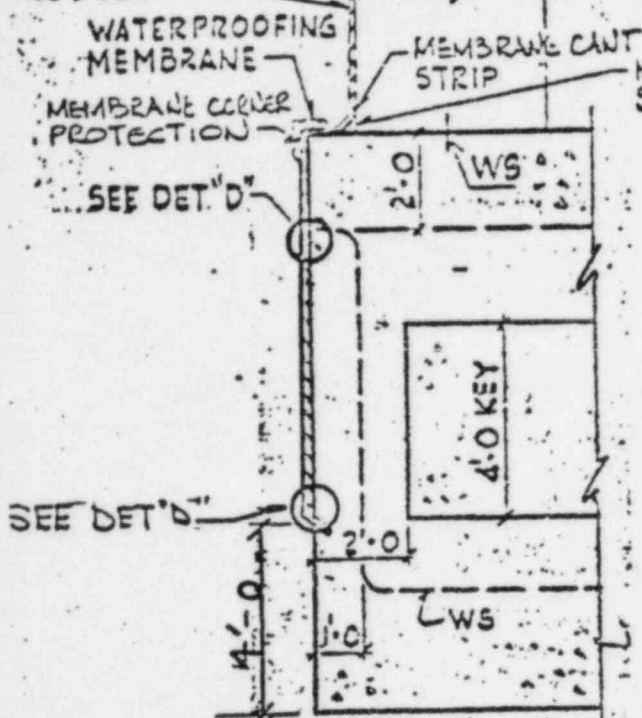 WATERPROOFING
MEMBRANE
MEMBRANE CANT
STRIP
MEMBRANE CORNER
PROTECTION
WS
2'-0
SEE DET."D"
4'-0 KEY
SEE DET"D"
2'-0
WS
1'-0